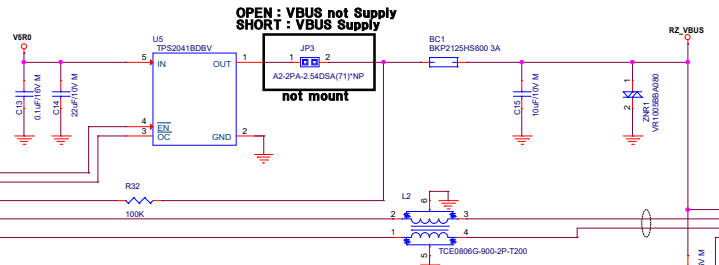 OPEN : VBUS not Supply
SHORT : VBUS Supply
V5R0
U5
TPS2041BDBV
5
IN
OUT
1
JP3
1
2
A2-2PA-2.54DSA(71)*NP
not mount
BC1
BKP2125HS600 3A
RZ_VBUS
C13
0.1uF/16V M
C14
22uF/10V M
4
EN
3
OC
GND
2
C15
10uF/10V M
1
2
ZNR1
VR1005BBA080
R32
100K
L2
6
2
3
1
4
5
TCE0806G-900-2P-T200
V M